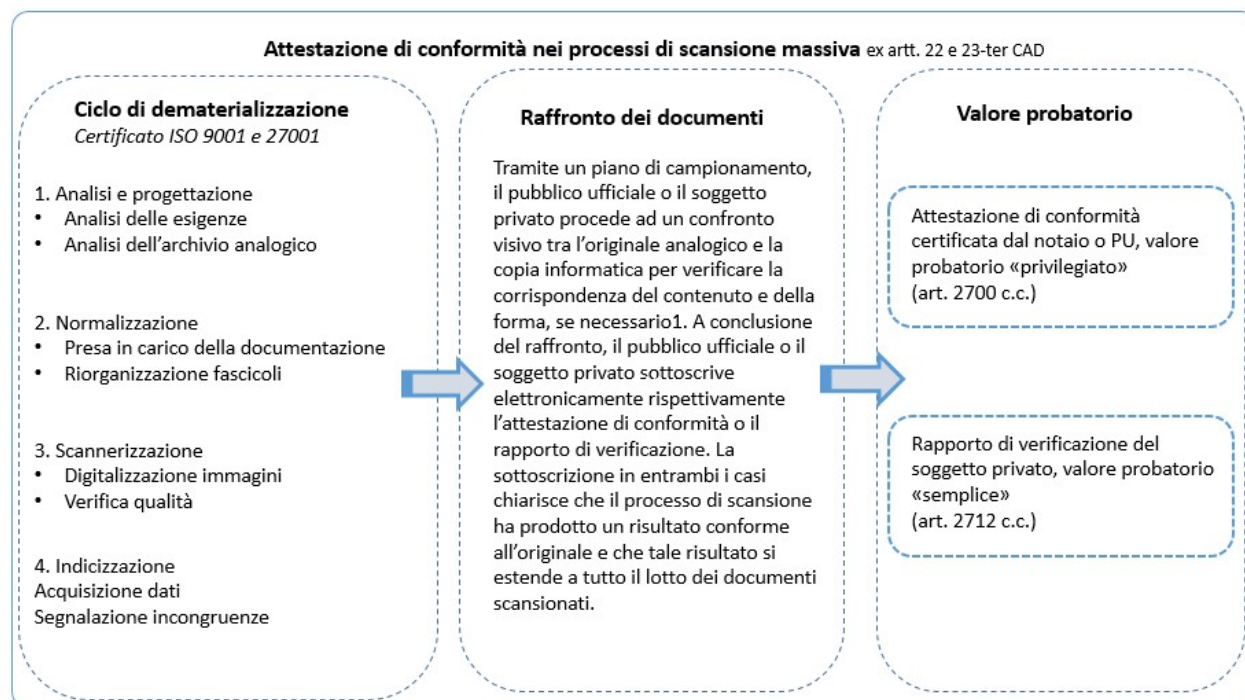 Attestazione di conformità nei processi di scansione massiva ex artt. 22 e 23-ter CAD
Ciclo di dematerializzazione
Certificato ISO 9001 e 27001
1. Analisi e progettazione
• Analisi delle esigenze
• Analisi dell’archivio analogico
2. Normalizzazione
• Presa in carico della documentazione
• Riorganizzazione fascicoli
3. Scannerizzazione
• Digitalizzazione immagini
• Verifica qualità
4. Indicizzazione
Acquisizione dati
Segnalazione incongruenze
Raffronto dei documenti
Tramite un piano di campionamento,
il pubblico ufficiale o il soggetto
privato procede ad un confronto
visivo tra l’originale analogico e la
copia informatica per verificare la
corrispondenza del contenuto e della
forma, se necessario1. A conclusione
del raffronto, il pubblico ufficiale o il
soggetto privato sottoscrive
elettronicamente rispettivamente
l’attestazione di conformità o il
rapporto di verificazione. La
sottoscrizione in entrambi i casi
chiarisce che il processo di scansione
ha prodotto un risultato conforme
all’originale e che tale risultato si
estende a tutto il lotto dei documenti
scansionati.
Valore probatorio
Attestazione di conformità
certificata dal notaio o PU, valore
probatorio «privilegiato»
(art. 2700 c.c.)
Rapporto di verificazione del
soggetto privato, valore probatorio
«semplice»
(art. 2712 c.c.)